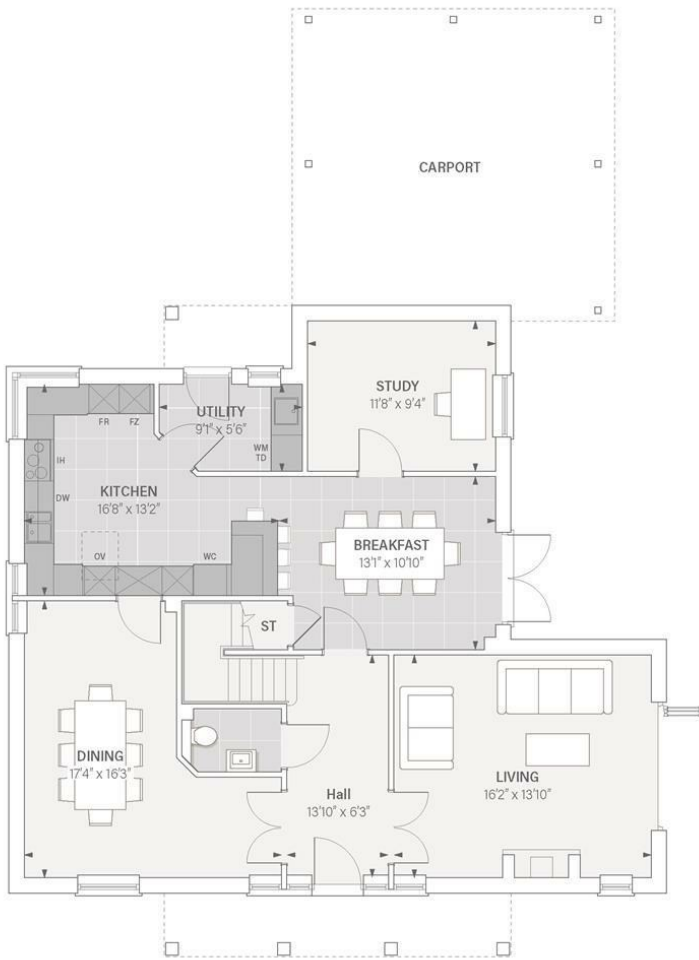 CARPORT
STUDY
11'8" x 9'4"
UTILITY
9'1" x 5'6"
FR
FZ
WM
TD
IH
KITCHEN
16'8" x 13'2"
DW
OV
WC
BREAKFAST
13'1" x 10'10"
ST
DINING
17'4" x 16'3"
Hall
13'10" x 6'3"
LIVING
16'2" x 13'10"